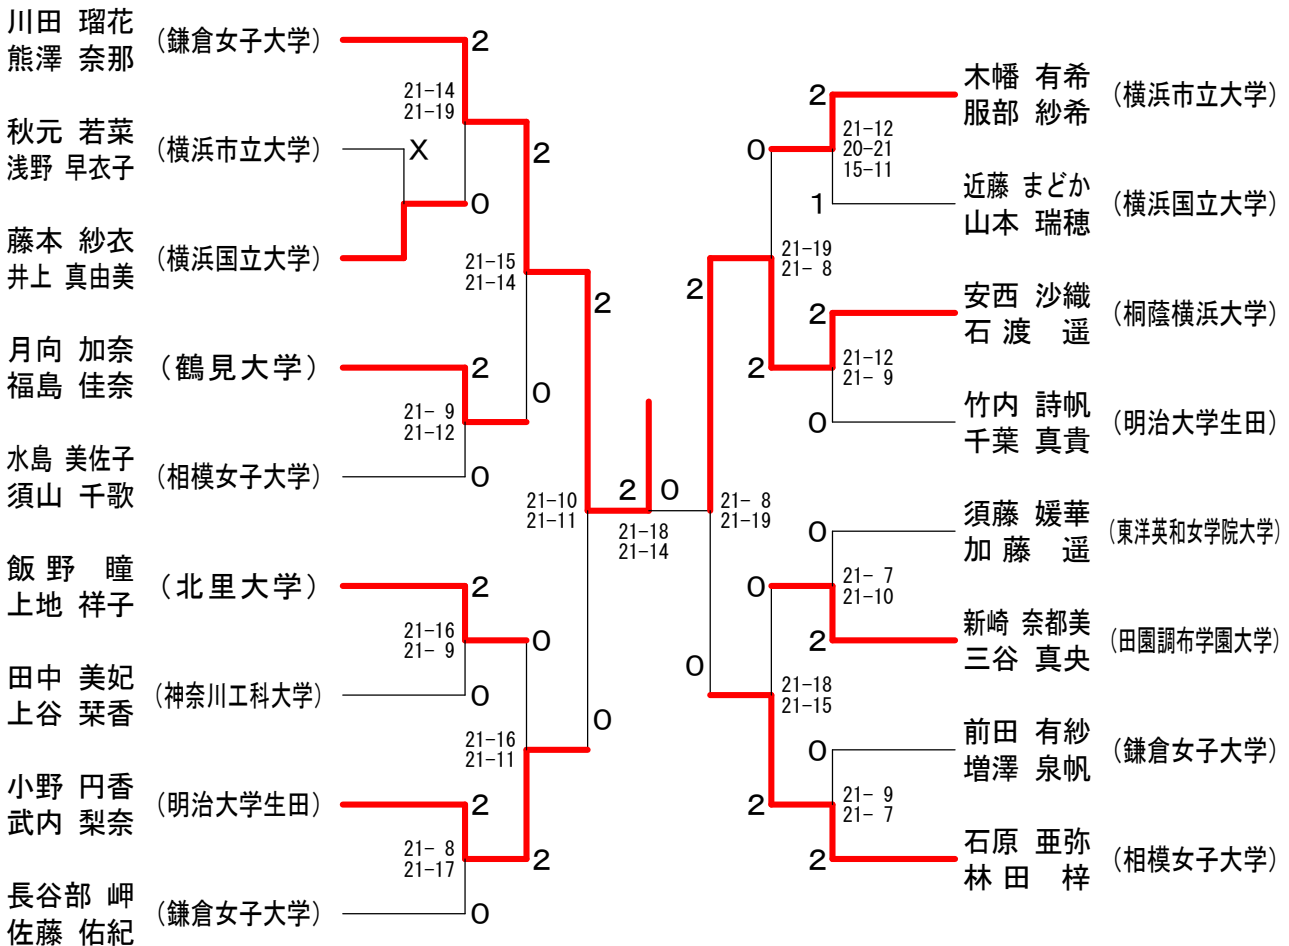 川田 瑠花
熊澤 奈那
(鎌倉女子大学)
2
21-14
21-19
秋元 若菜
浅野 早衣子
(横浜市立大学)
X
2
0
藤本 紗衣
井上 真由美
(横浜国立大学)
21-15
21-14
2
月向 加奈
福島 佳奈
(鶴見大学)
2
0
21- 9
21-12
水島 美佐子
須山 千歌
(相模女子大学)
0
21-10
21-11
2
0
21-18
21-14
飯野 瞳
上地 祥子
(北里大学)
2
21-16
21- 9
0
田中 美妃
上谷 栞香
(神奈川工科大学)
0
0
21-16
21-11
小野 円香
武内 梨奈
(明治大学生田)
2
21- 8
21-17
2
長谷部 岬
佐藤 佑紀
(鎌倉女子大学)
0
2
木幡 有希
服部 紗希
(横浜市立大学)
0
21-12
20-21
15-11
1
近藤 まどか
山本 瑞穂
(横浜国立大学)
21-19
21- 8
2
2
安西 沙織
石渡 遥
(桐蔭横浜大学)
2
21-12
21- 9
0
竹内 詩帆
千葉 真貴
(明治大学生田)
21- 8
21-19
0
須藤 媛華
加藤 遥
(東洋英和女学院大学)
0
21- 7
21-10
2
新崎 奈都美
三谷 真央
(田園調布学園大学)
0
21-18
21-15
0
前田 有紗
増澤 泉帆
(鎌倉女子大学)
2
21- 9
21- 7
2
石原 亜弥
林田 梓
(相模女子大学)